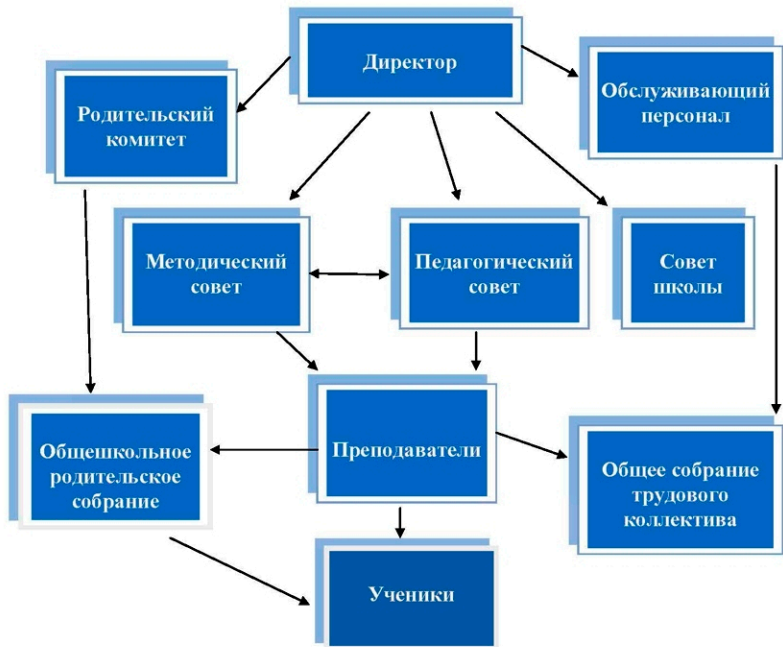 Директор
Родительский
комитет
Обслуживающий
персонал
Методический
совет
Педагогический
совет
Совет
школы
Общешкольное
родительское
собрание
Преподаватели
Общее собрание
трудового
коллектива
Ученики